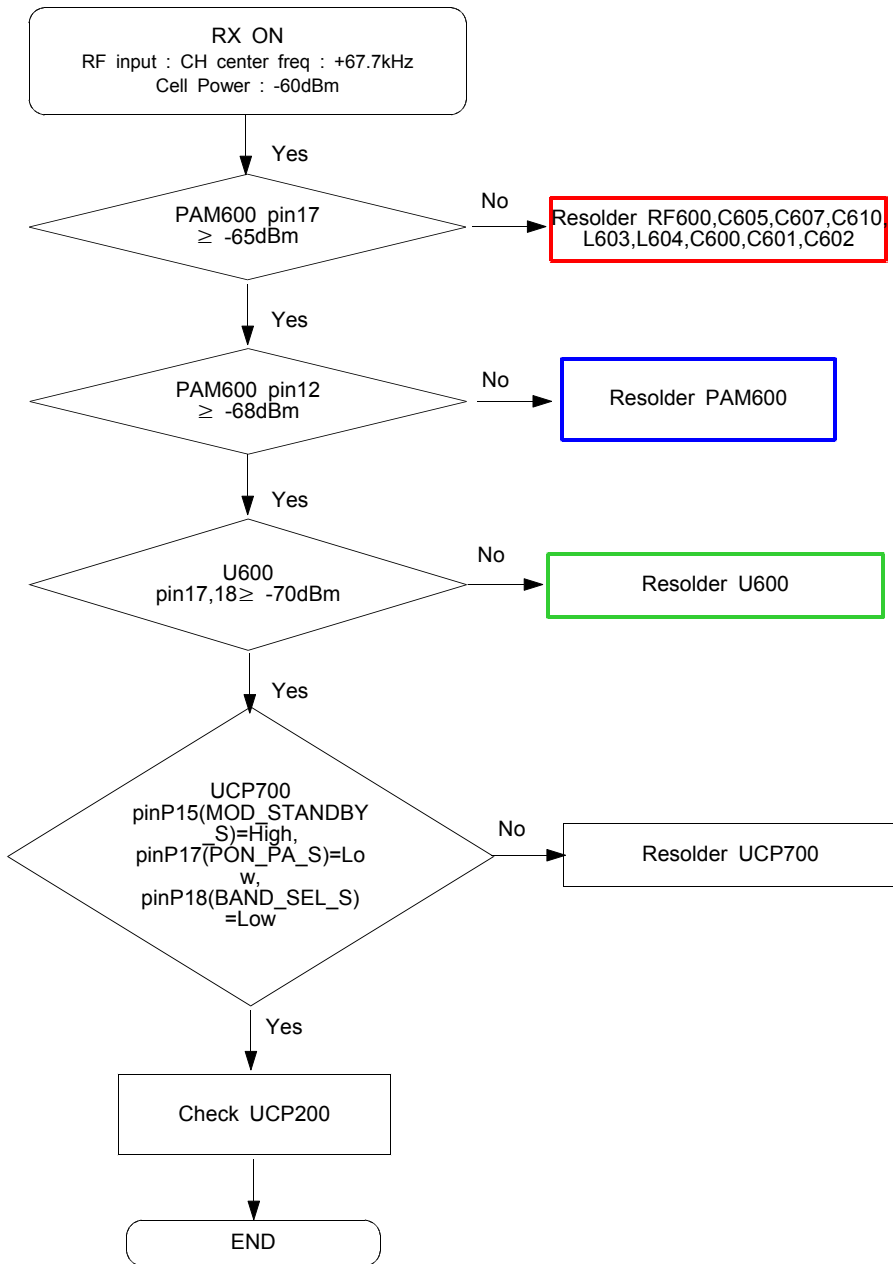 RX ON
RF input : CH center freq : +67.7kHz
Cell Power : -60dBm
Yes
PAM600 pin17
≥ -65dBm
No
Resolder RF600,C605,C607,C610,
L603,L604,C600,C601,C602
Yes
PAM600 pin12
≥ -68dBm
No
Resolder PAM600
Yes
U600
pin17,18≥ -70dBm
No
Resolder U600
Yes
UCP700
pinP15(MOD_STANDBY
_S)=High,
pinP17(PON_PA_S)=Lo
w,
pinP18(BAND_SEL_S)
=Low
No
Resolder UCP700
Yes
Check UCP200
END